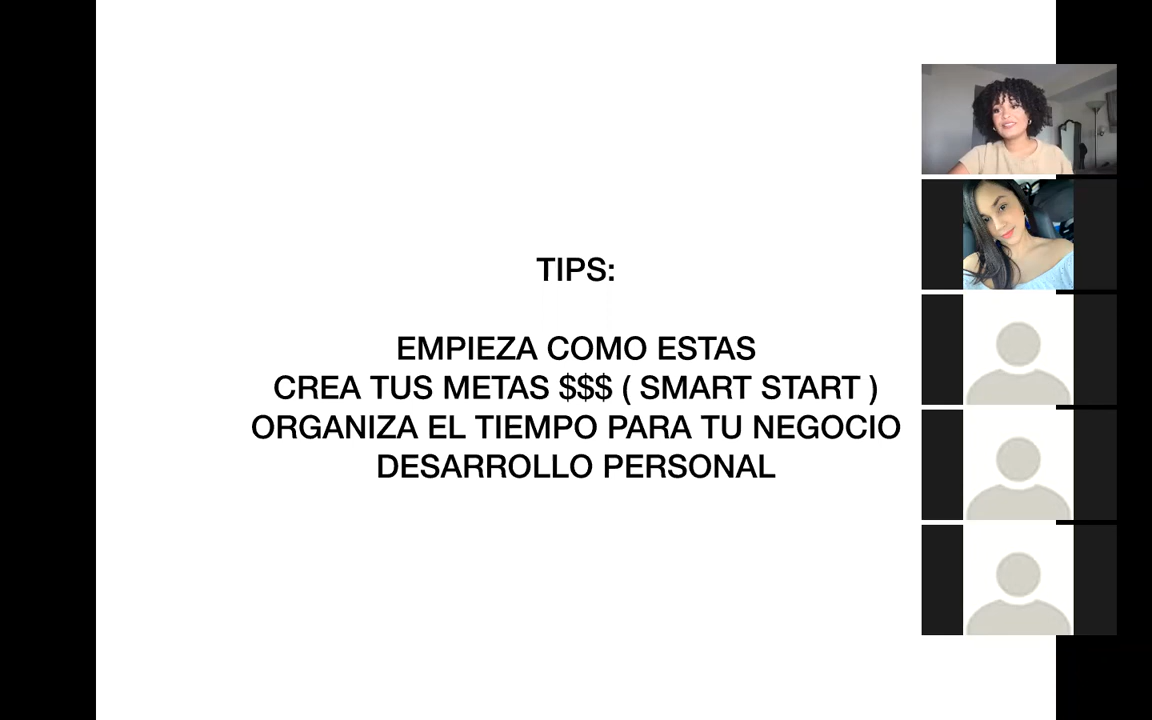 TIPS:
EMPIEZA COMO ESTAS
CREA TUS METAS $$$ ( SMART START )
ORGANIZA EL TIEMPO PARA TU NEGOCIO
DESARROLLO PERSONAL